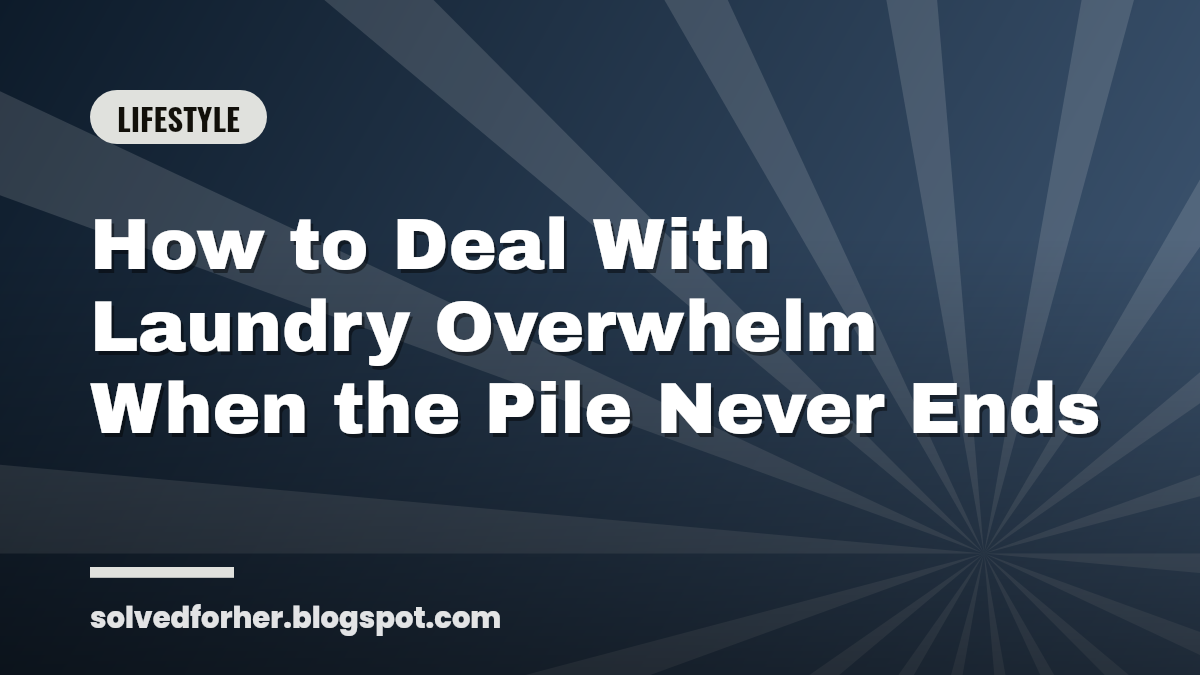 LIFESTYLE
How to Deal With
Laundry Overwhelm
When the Pile Never Ends
solvedforher.blogspot.com